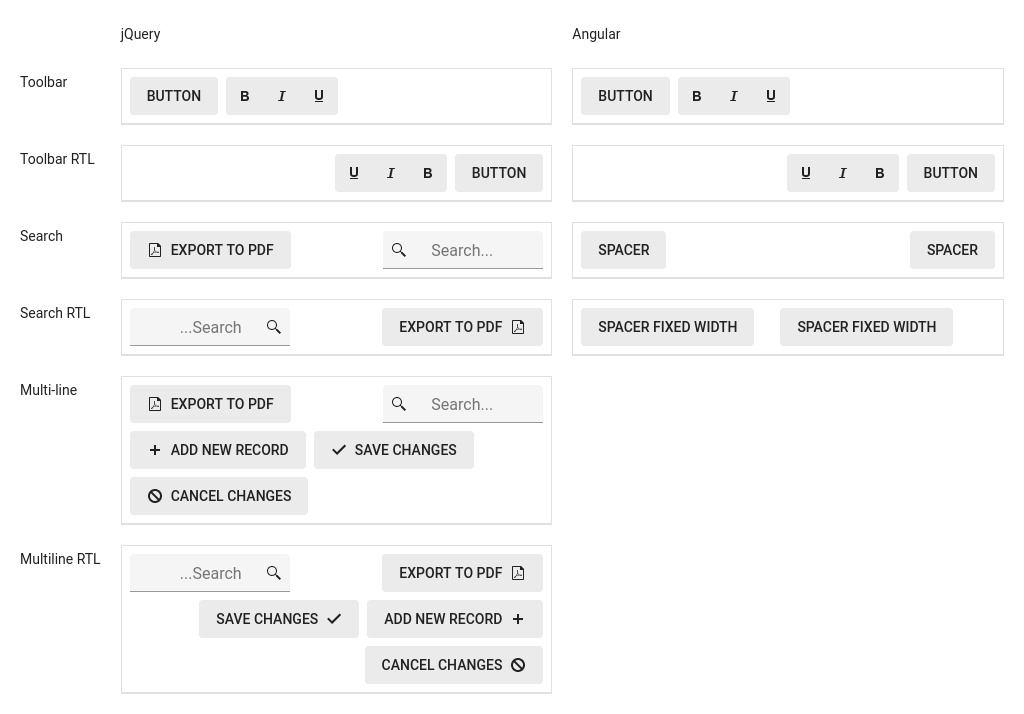 jQuery Angular
Toolbar BUTTON B I U BUTTON B I U
Toolbar RTL U I B BUTTON U I B BUTTON
Search EXPORT TO PDF Search... SPACER SPACER
Search RTL ...Search EXPORT TO PDF SPACER FIXED WIDTH SPACER FIXED WIDTH
Multi-line EXPORT TO PDF Search...
ADD NEW RECORD SAVE CHANGES
CANCEL CHANGES
Multiline RTL ...Search EXPORT TO PDF
SAVE CHANGES ADD NEW RECORD
CANCEL CHANGES